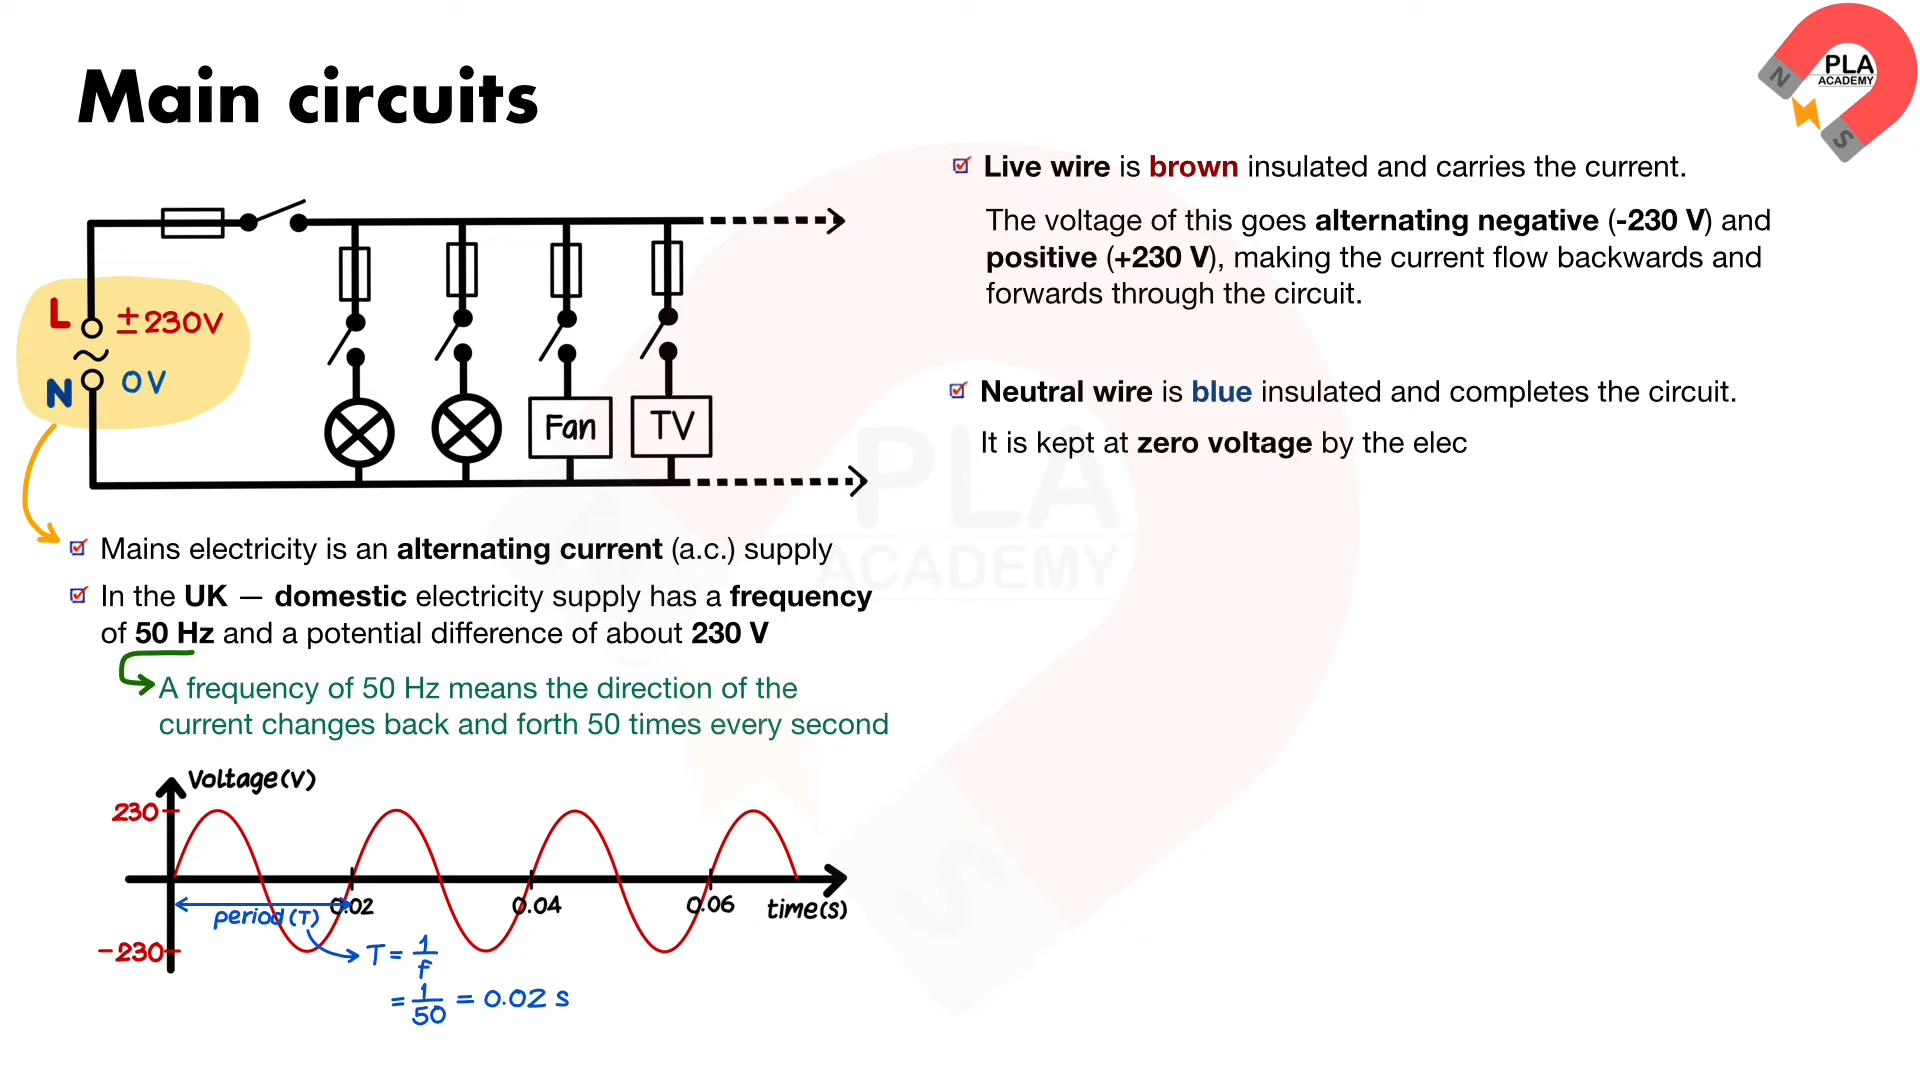 Main circuits
PLA
ACADEMY
N
S
L
±230V
N
0V
Fan
TV
Mains electricity is an alternating current (a.c.) supply
In the UK — domestic electricity supply has a frequency
of 50 Hz and a potential difference of about 230 V
A frequency of 50 Hz means the direction of the
current changes back and forth 50 times every second
Voltage(V)
230
-230
0.02
0.04
0.06
time(s)
period(T)
T = 1/f
= 1/50 = 0.02 s
Live wire is brown insulated and carries the current.
The voltage of this goes alternating negative (-230 V) and
positive (+230 V), making the current flow backwards and
forwards through the circuit.
Neutral wire is blue insulated and completes the circuit.
It is kept at zero voltage by the elec
PLA
ACADEMY
S